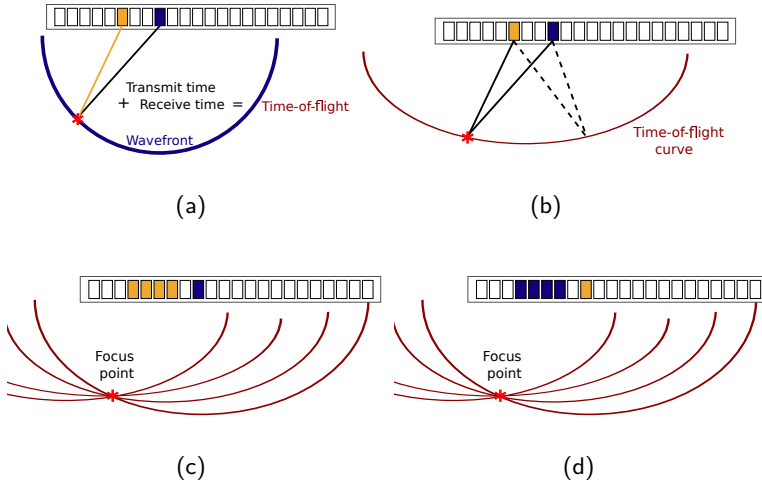 Transmit time
+ Receive time = Time-of-flight
Wavefront
(a)
Time-of-flight
curve
(b)
Focus
point
(c)
Focus
point
(d)